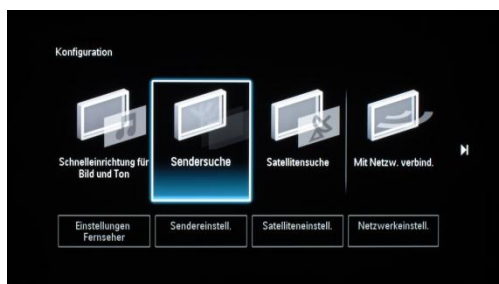 Konfiguration
Schnelleinrichtung für
Bild und Ton
Sendersuche
Satellitensuche
Mit Netzw. verbind.
Einstellungen
Fernseher
Sendereinstell.
Satelliteneinstell.
Netzwerkeinstell.